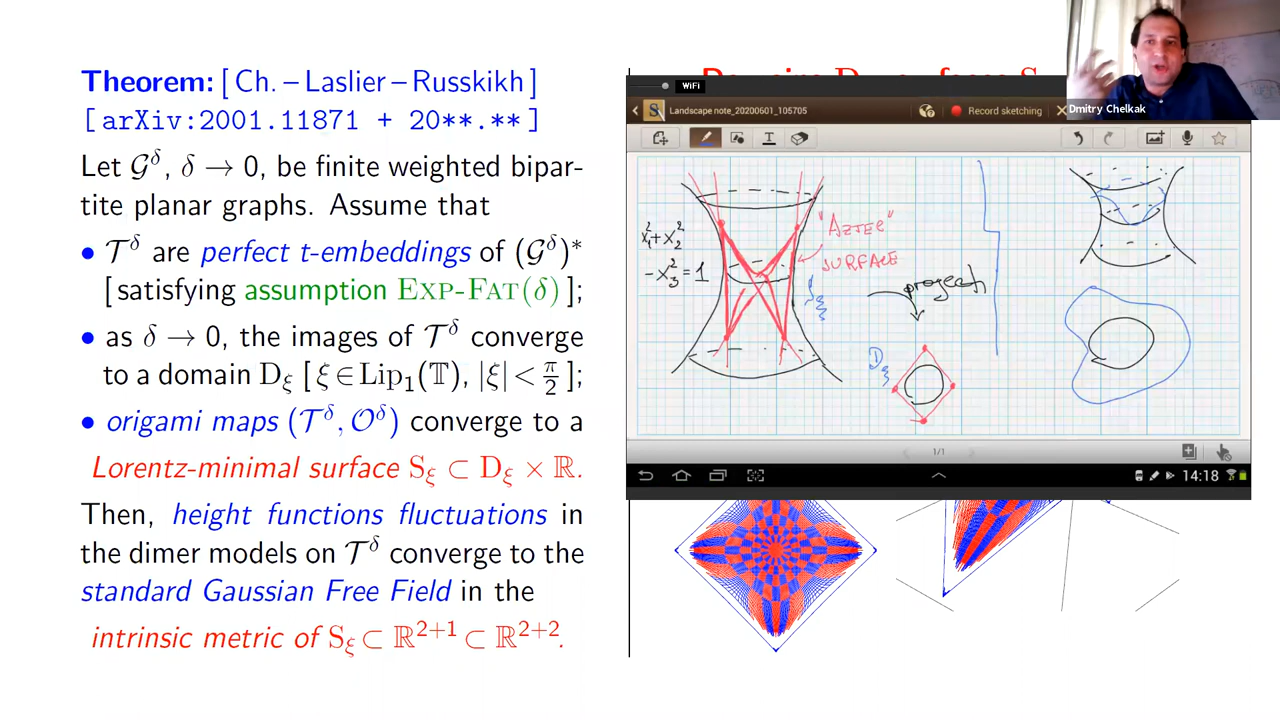 Theorem: [ Ch. – Laslier – Russkikh ]
[ arXiv:2001.11871 + 20**.** ]
Let 𝒢^δ, δ → 0, be finite weighted bipar-
tite planar graphs. Assume that
• 𝒯^δ are perfect t-embeddings of (𝒢^δ)*
[ satisfying assumption EXP-FAT(δ) ];
• as δ → 0, the images of 𝒯^δ converge
to a domain D_ξ [ ξ ∈ Lip₁(𝕋), |ξ| < π/2 ];
• origami maps (𝒯^δ, 𝒪^δ) converge to a
Lorentz-minimal surface S_ξ ⊂ D_ξ × ℝ.
Then, height functions fluctuations in
the dimer models on 𝒯^δ converge to the
standard Gaussian Free Field in the
intrinsic metric of S_ξ ⊂ ℝ^{2+1} ⊂ ℝ^{2+2}.
WiFi
Landscape note_20200601_105705
Record sketching
x₁²+x₂²
-x₃²=1
"AZTEC"
SURFACE
S_ξ
project
D_ξ
1/1
14:18
Dmitry Chelkak